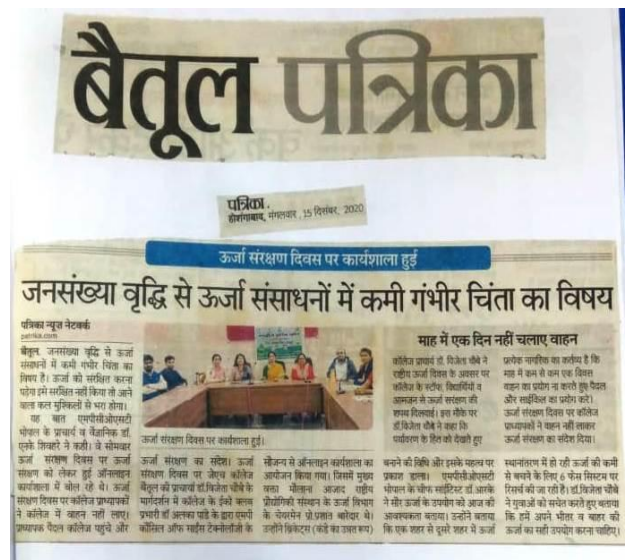 बैतूल पत्रिका
पत्रिका.
होशंगाबाद, मंगलवार, 15 दिसंबर, 2020
ऊर्जा संरक्षण दिवस पर कार्यशाला हुई
जनसंख्या वृद्धि से ऊर्जा संसाधनों में कमी गंभीर चिंता का विषय
पत्रिका न्यूज नेटवर्क
patrika.com
बैतूल. जनसंख्या वृद्धि से ऊर्जा
संसाधनों में कमी गंभीर चिंता का
विषय है। ऊर्जा को संरक्षित करना
पड़ेगा इसे संरक्षित नहीं किया तो आने
वाला कल मुश्किलों से भरा होगा।
यह बात एमपीसीओएसटी
भोपाल के प्राचार्य व वैज्ञानिक डॉ.
एनके शिवहरे ने कही। वे सोमवार
ऊर्जा संरक्षण दिवस पर ऊर्जा
संरक्षण को लेकर हुई ऑनलाइन
कार्यशाला में बोल रहे थे। ऊर्जा
संरक्षण दिवस पर कॉलेज प्राध्यापकों
ने कॉलेज में वाहन नहीं लाए।
प्राध्यापक पैदल कॉलेज पहुंचे और
ऊर्जा संरक्षण दिवस पर कार्यशाला हुई।
ऊर्जा संरक्षण का संदेश। ऊर्जा
संरक्षण दिवस पर जेएच कॉलेज
बैतूल की प्राचार्य डॉ.विजेता चौबे के
मार्गदर्शन में कॉलेज के ईको क्लब
प्रभारी डॉ अलका पांडे के द्वारा एमपी
कौंसिल ऑफ साइंस टेक्नोलॉजी के
सौजन्य से ऑनलाइन कार्यशाला का
आयोजन किया गया। जिसमें मुख्य
वक्ता मौलाना आजाद राष्ट्रीय
प्रौद्योगिकी संस्थान के ऊर्जा विभाग
के चेयरमैन प्रो.प्रशांत बारेदार थे।
उन्होंने ब्रिकेट्स (कंडे का उन्नत रूप)
माह में एक दिन नहीं चलाए वाहन
कॉलेज प्राचार्य डॉ. विजेता चौबे ने
राष्ट्रीय ऊर्जा दिवस के अवसर पर
कॉलेज के स्टॉफ, विद्यार्थियों व
आमजन से ऊर्जा संरक्षण की
शपथ दिलवाई। इस मौके पर
डॉ.विजेता चौबे ने कहा कि
पर्यावरण के हित को देखते हुए
प्रत्येक नागरिक का कर्तव्य है कि
माह में कम से कम एक दिवस
वाहन का प्रयोग ना करते हुए पैदल
और साईकिल का प्रयोग करे।
ऊर्जा संरक्षण दिवस पर कॉलेज
प्राध्यापकों ने वाहन नहीं लाकर
ऊर्जा संरक्षण का संदेश दिया।
बनाने की विधि और इसके महत्व पर
प्रकाश डाला। एमपीसीओएसटी
भोपाल के चीफ साइंटिस्ट डॉ.आरके
ने सौर ऊर्जा के उपयोग को आज की
आवश्यकता बताया। उन्होंने बताया
कि एक शहर से दूसरे शहर में ऊर्जा
स्थानांतरण में हो रही ऊर्जा की कमी
से बचने के लिए 6 फेस सिस्टम पर
रिसर्च की जा रही है। डॉ.विजेता चौबे
ने युवाओं को सचेत करते हुए बताया
कि हमें अपने भीतर व बाहर की
ऊर्जा का सही उपयोग करना चाहिए।